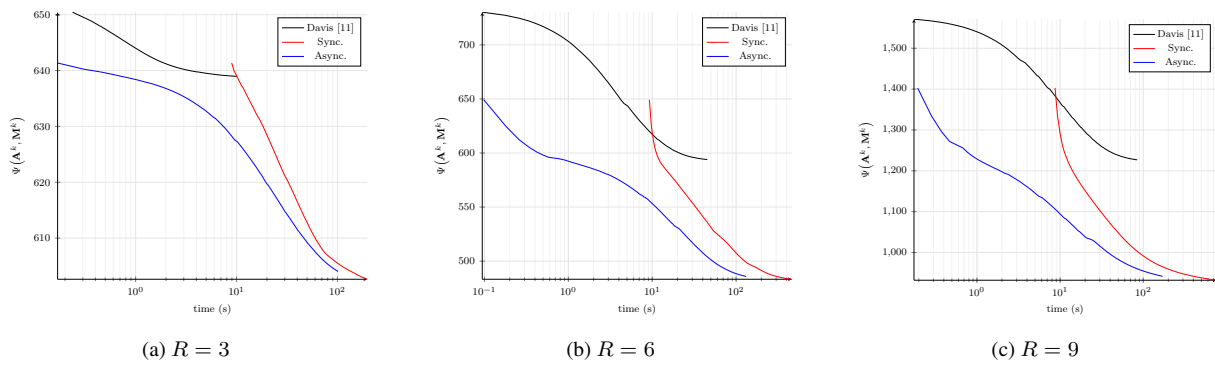 650
640
630
620
610
Ψ(A^k, M^k)
10^0
10^1
10^2
time (s)
Davis [11]
Sync.
Async.
(a) R = 3
700
650
600
550
500
Ψ(A^k, M^k)
10^−1
10^0
10^1
10^2
time (s)
Davis [11]
Sync.
Async.
(b) R = 6
1,500
1,400
1,300
1,200
1,100
1,000
Ψ(A^k, M^k)
10^0
10^1
10^2
time (s)
Davis [11]
Sync.
Async.
(c) R = 9